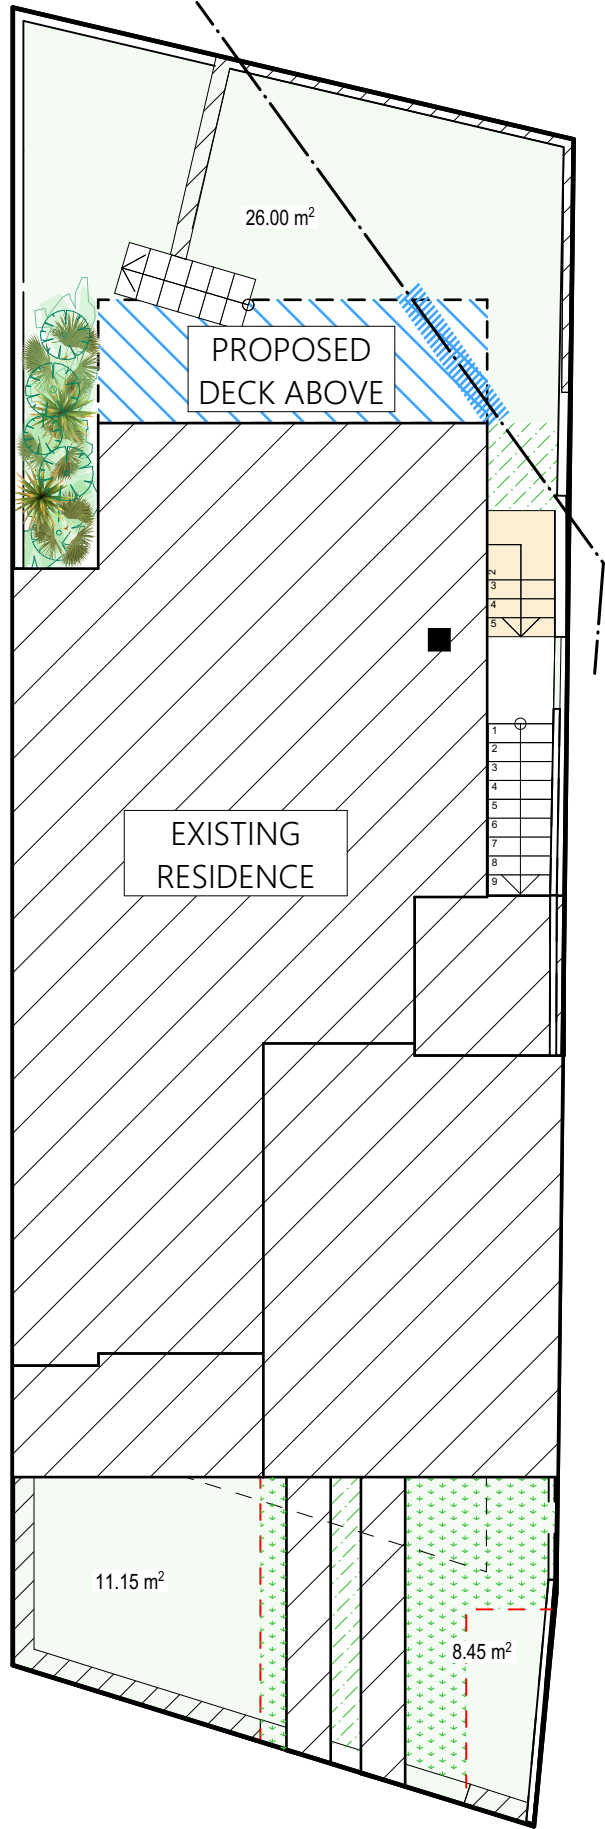 26.00 m²
PROPOSED
DECK ABOVE
2
3
4
5
1
2
3
4
5
6
7
8
9
EXISTING
RESIDENCE
11.15 m²
8.45 m²